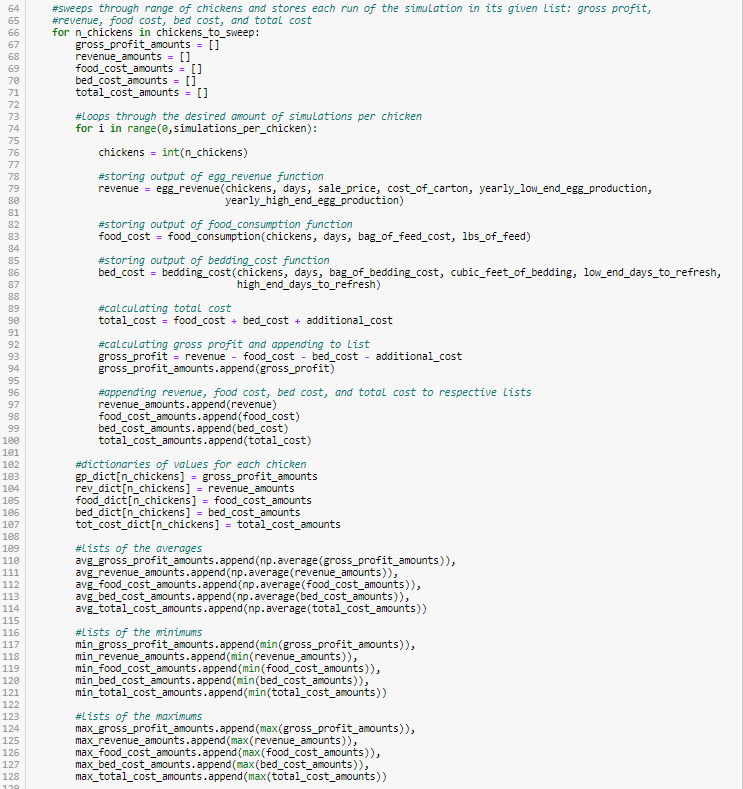 64 #sweeps through range of chickens and stores each run of the simulation in its given list: gross profit,
65 #revenue, food cost, bed cost, and total cost
66 for n_chickens in chickens_to_sweep:
67 gross_profit_amounts = []
68 revenue_amounts = []
69 food_cost_amounts = []
70 bed_cost_amounts = []
71 total_cost_amounts = []
72
73 #Loops through the desired amount of simulations per chicken
74 for i in range(0,simulations_per_chicken):
75
76 chickens = int(n_chickens)
77
78 #storing output of egg_revenue function
79 revenue = egg_revenue(chickens, days, sale_price, cost_of_carton, yearly_low_end_egg_production,
80 yearly_high_end_egg_production)
81
82 #storing output of food_consumption function
83 food_cost = food_consumption(chickens, days, bag_of_feed_cost, lbs_of_feed)
84
85 #storing output of bedding_cost function
86 bed_cost = bedding_cost(chickens, days, bag_of_bedding_cost, cubic_feet_of_bedding, low_end_days_to_refresh,
87 high_end_days_to_refresh)
88
89 #calculating total cost
90 total_cost = food_cost + bed_cost + additional_cost
91
92 #calculating gross profit and appending to list
93 gross_profit = revenue - food_cost - bed_cost - additional_cost
94 gross_profit_amounts.append(gross_profit)
95
96 #appending revenue, food cost, bed cost, and total cost to respective lists
97 revenue_amounts.append(revenue)
98 food_cost_amounts.append(food_cost)
99 bed_cost_amounts.append(bed_cost)
100 total_cost_amounts.append(total_cost)
101
102 #dictionaries of values for each chicken
103 gp_dict[n_chickens] = gross_profit_amounts
104 rev_dict[n_chickens] = revenue_amounts
105 food_dict[n_chickens] = food_cost_amounts
106 bed_dict[n_chickens] = bed_cost_amounts
107 tot_cost_dict[n_chickens] = total_cost_amounts
108
109 #lists of the averages
110 avg_gross_profit_amounts.append(np.average(gross_profit_amounts)),
111 avg_revenue_amounts.append(np.average(revenue_amounts)),
112 avg_food_cost_amounts.append(np.average(food_cost_amounts)),
113 avg_bed_cost_amounts.append(np.average(bed_cost_amounts)),
114 avg_total_cost_amounts.append(np.average(total_cost_amounts))
115
116 #lists of the minimums
117 min_gross_profit_amounts.append(min(gross_profit_amounts)),
118 min_revenue_amounts.append(min(revenue_amounts)),
119 min_food_cost_amounts.append(min(food_cost_amounts)),
120 min_bed_cost_amounts.append(min(bed_cost_amounts)),
121 min_total_cost_amounts.append(min(total_cost_amounts))
122
123 #lists of the maximums
124 max_gross_profit_amounts.append(max(gross_profit_amounts)),
125 max_revenue_amounts.append(max(revenue_amounts)),
126 max_food_cost_amounts.append(max(food_cost_amounts)),
127 max_bed_cost_amounts.append(max(bed_cost_amounts)),
128 max_total_cost_amounts.append(max(total_cost_amounts))
129